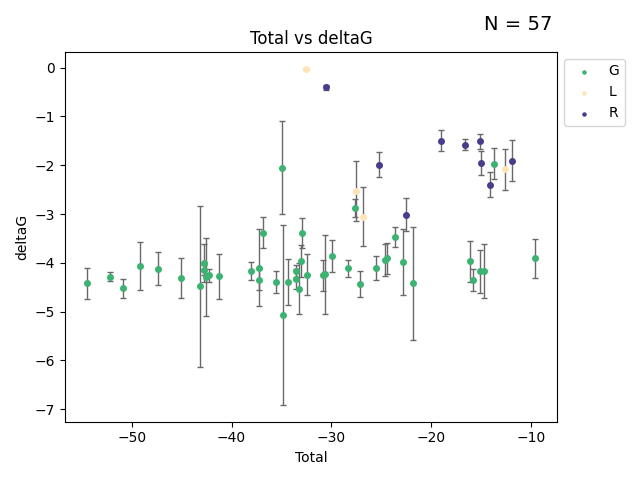 N = 57
Total vs deltaG
G
L
R
0
−1
−2
−3
−4
−5
−6
−7
deltaG
−50
−40
−30
−20
−10
Total